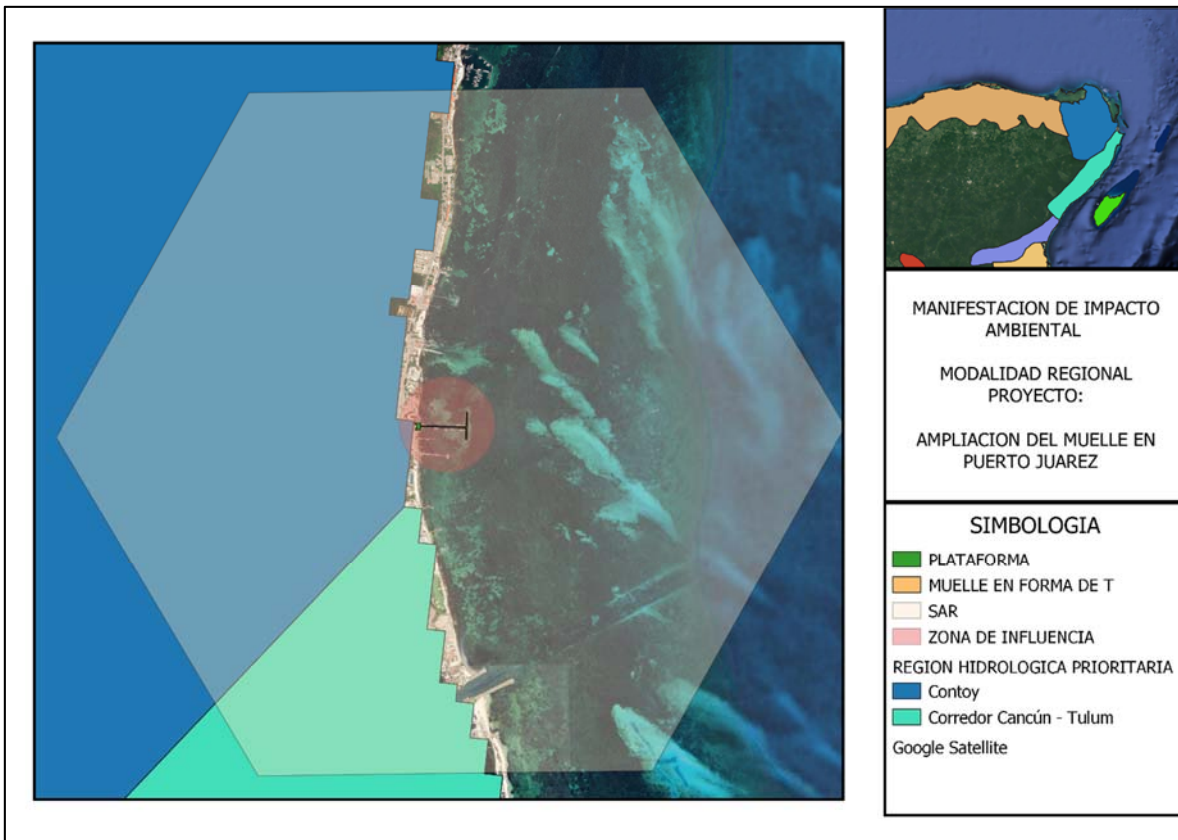 MANIFESTACION DE IMPACTO
AMBIENTAL
MODALIDAD REGIONAL
PROYECTO:
AMPLIACION DEL MUELLE EN
PUERTO JUAREZ
SIMBOLOGIA
PLATAFORMA
MUELLE EN FORMA DE T
SAR
ZONA DE INFLUENCIA
REGION HIDROLOGICA PRIORITARIA
Contoy
Corredor Cancún - Tulum
Google Satellite